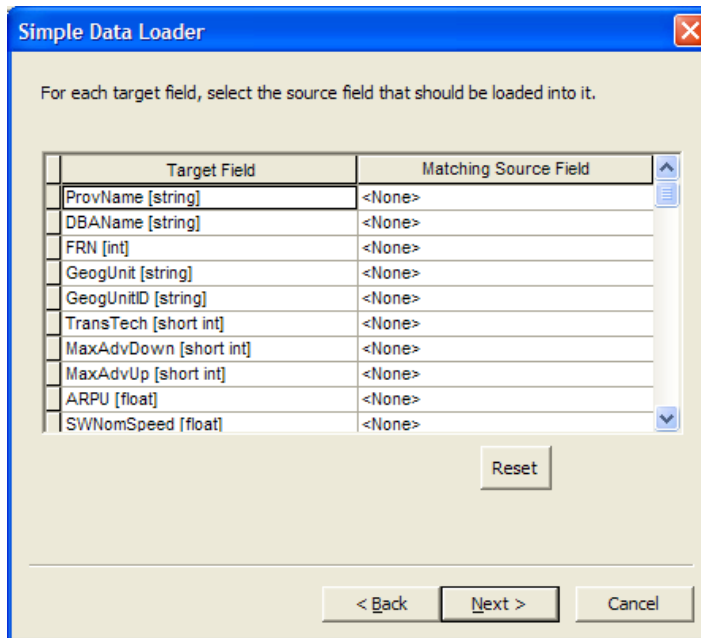 Simple Data Loader
For each target field, select the source field that should be loaded into it.
Target Field Matching Source Field
ProvName [string] <None>
DBAName [string] <None>
FRN [int] <None>
GeogUnit [string] <None>
GeogUnitID [string] <None>
TransTech [short int] <None>
MaxAdvDown [short int] <None>
MaxAdvUp [short int] <None>
ARPU [float] <None>
SWNomSpeed [float] <None>
Reset
< Back Next > Cancel